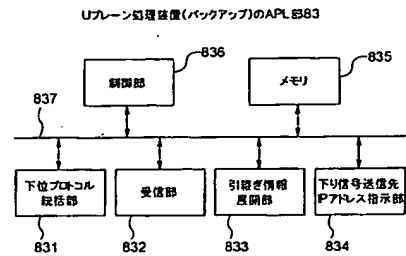 Uプレーン処理装置(バックアップ)のAPL部83
836
835
制御部
メモリ
837
下位プロトコル
統括部
受信部
引継ぎ情報
展開部
下り信号送信先
IPアドレス指示部
831
832
833
834